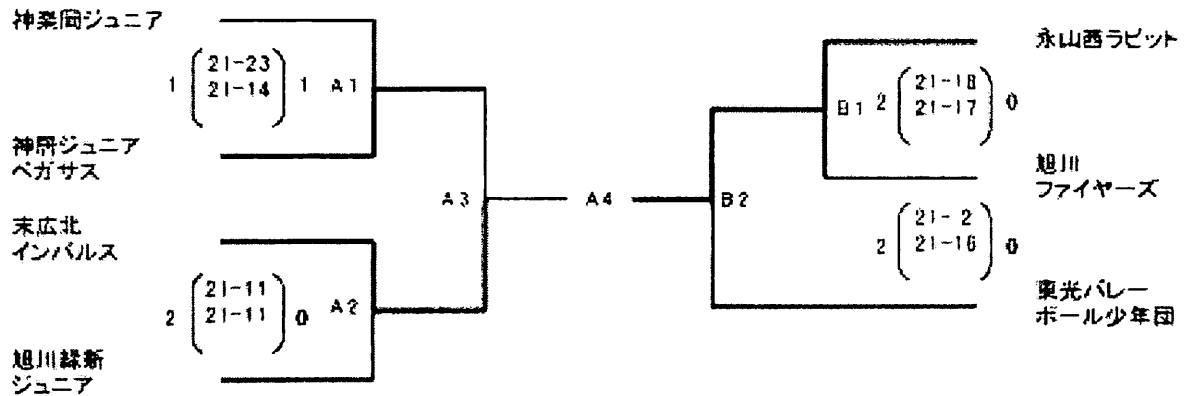 神楽岡ジュニア
1 21-23 1 A1
21-14
神居ジュニア
ペガサス
A3
末広北
インパルス
2 21-11 0 A2
21-11
旭川緑新
ジュニア
A4
永山西ラビット
B1 2 21-18 0
21-17
旭川
ファイヤーズ
B2
2 21- 2 0
21-16
東光バレー
ボール少年団